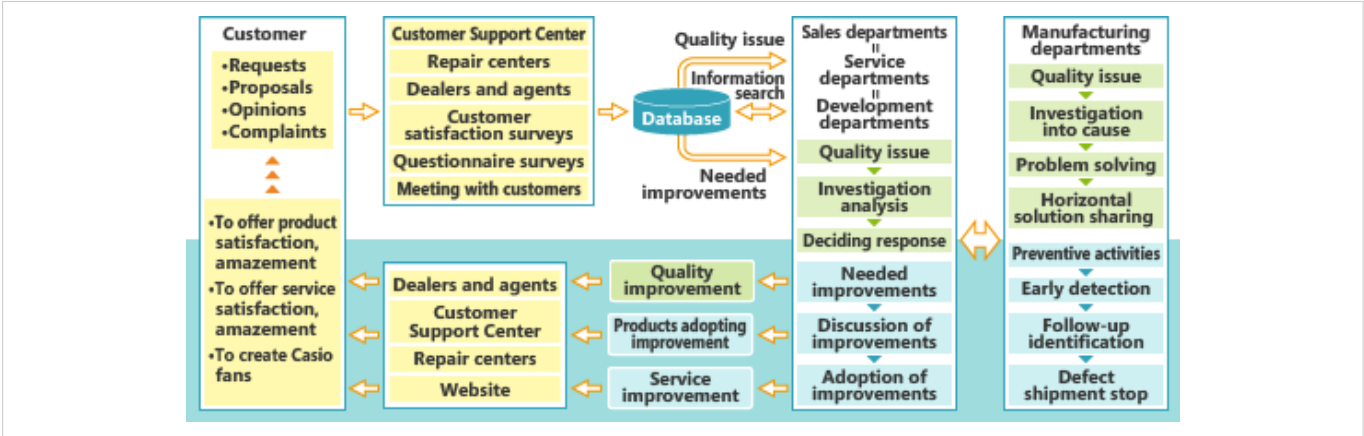 Customer
•Requests
•Proposals
•Opinions
•Complaints
•To offer product
satisfaction,
amazement
•To offer service
satisfaction,
amazement
•To create Casio
fans
Customer Support Center
Repair centers
Dealers and agents
Customer
satisfaction surveys
Questionnaire surveys
Meeting with customers
Dealers and agents
Customer
Support Center
Repair centers
Website
Quality issue
Information
search
Database
Needed
improvements
Quality
improvement
Products adopting
improvement
Service
improvement
Sales departments
=
Service
departments
=
Development
departments
Quality issue
Investigation
analysis
Deciding response
Needed
improvements
Discussion of
improvements
Adoption of
improvements
Manufacturing
departments
Quality issue
Investigation
into cause
Problem solving
Horizontal
solution sharing
Preventive activities
Early detection
Follow-up
identification
Defect
shipment stop